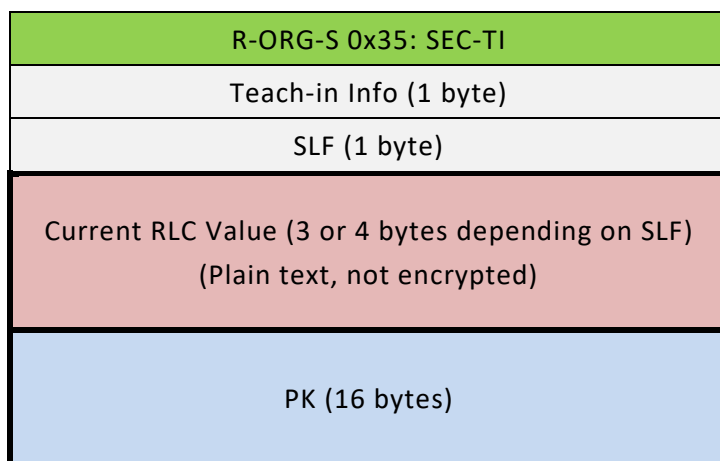 R-ORG-S 0x35: SEC-TI
Teach-in Info (1 byte)
SLF (1 byte)
Current RLC Value (3 or 4 bytes depending on SLF)
(Plain text, not encrypted)
PK (16 bytes)